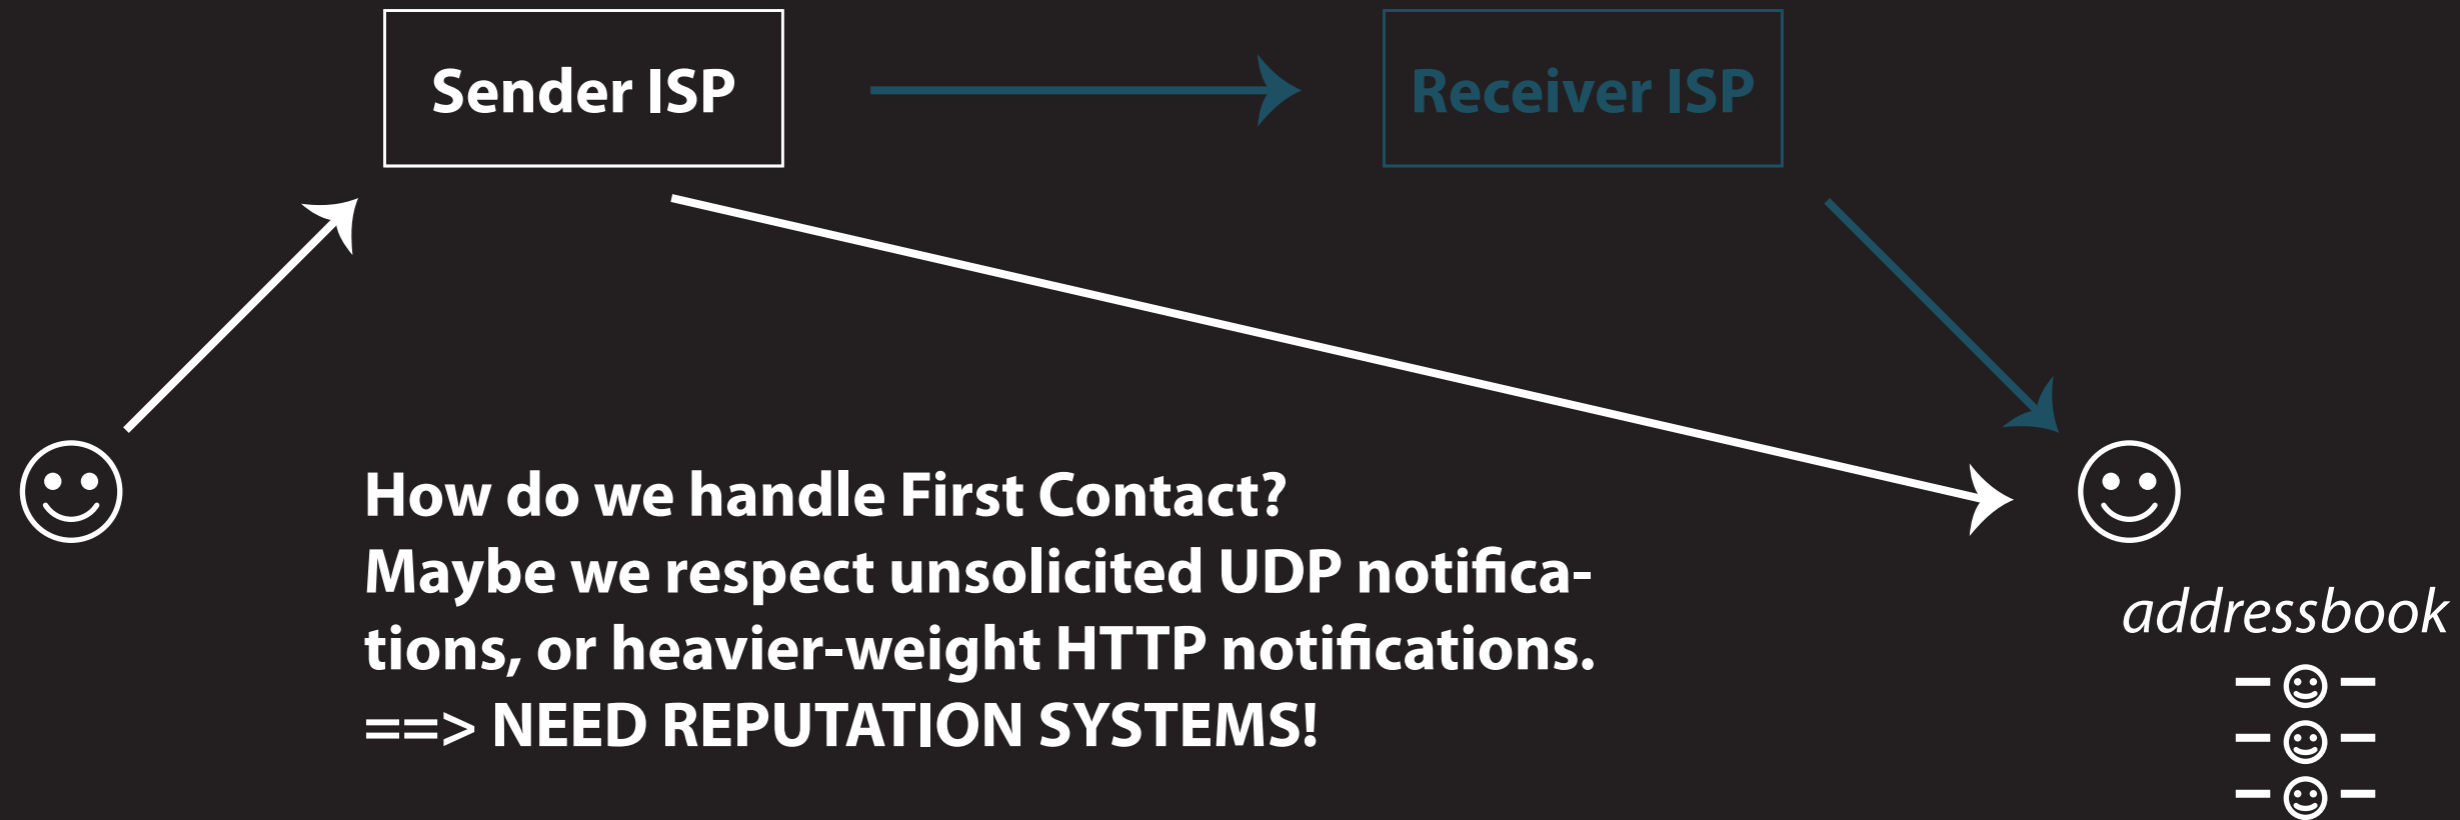 Sender ISP
Receiver ISP
How do we handle First Contact?
Maybe we respect unsolicited UDP notifica-
tions, or heavier-weight HTTP notifications.
==> NEED REPUTATION SYSTEMS!
addressbook